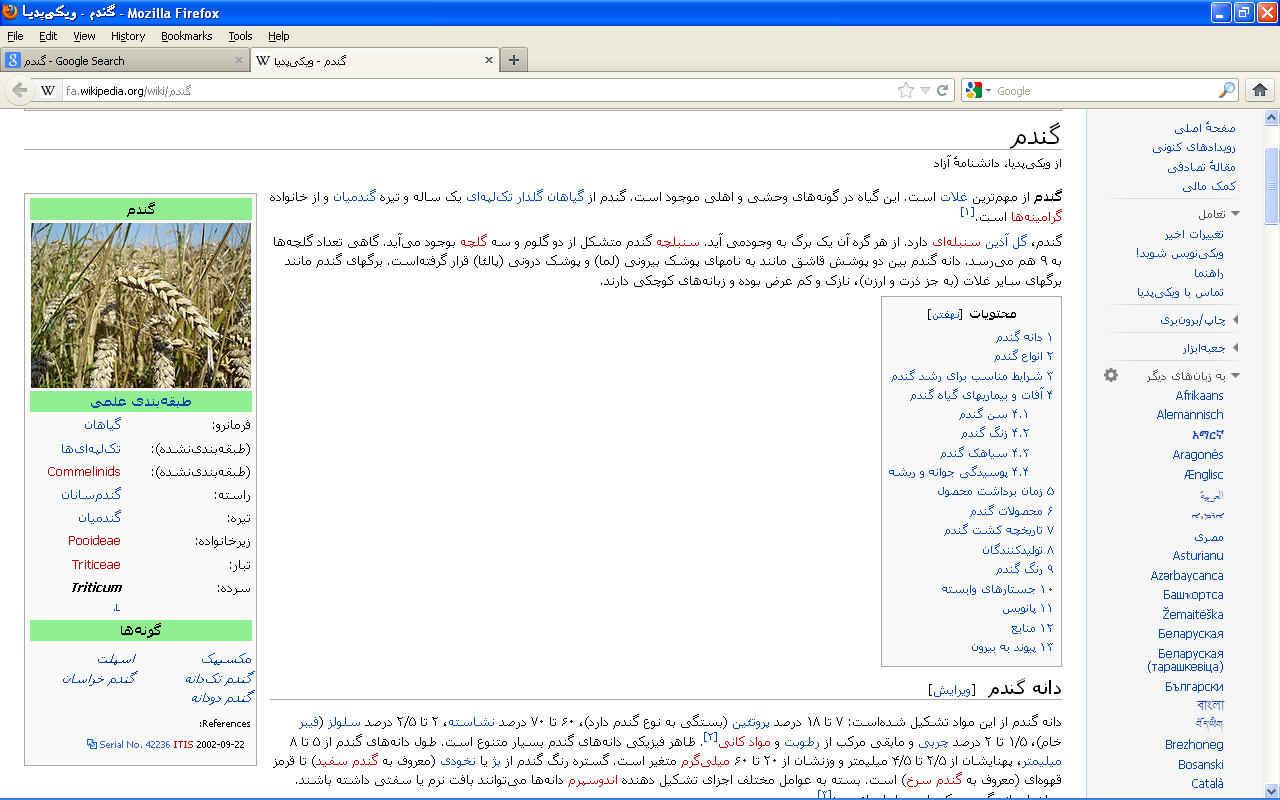 گندم - ویکی‌پدیا - Mozilla Firefox
File Edit View History Bookmarks Tools Help
گندم - Google Search
گندم - ویکی‌پدیا
fa.wikipedia.org/wiki/گندم
Google
گندم
از ویکی‌پدیا، دانشنامهٔ آزاد
گندم از مهم‌ترین غلات است. این گیاه در گونه‌های وحشی و اهلی موجود است. گندم از گیاهان گلدار تک‌لپه‌ای یک ساله و تیره گندمیان و از خانواده
گرامینه‌ها است.[۱]
گندم، گل آذین سنبله‌ای دارد. از هر گره آن یک برگ به وجودمی آید. سنبلچه گندم متشکل از دو گلوم و سه گلچه بوجود می‌آید. گاهی تعداد گلچه‌ها
به ۹ هم می‌رسد. دانه گندم بین دو پوشش قاشق مانند به نامهای پوشک بیرونی (لما) و پوشک درونی (پالئا) قرار گرفته‌است. برگهای گندم مانند
برگهای سایر غلات (به جز ذرت و ارزن)، نازک و کم عرض بوده و زبانه‌های کوچکی دارند.
محتویات [نهفتن]
۱ دانه گندم
۲ انواع گندم
۳ شرایط مناسب برای رشد گندم
۴ آفات و بیماریهای گیاه گندم
۴.۱ سن گندم
۴.۲ زنگ گندم
۴.۳ سیاهک گندم
۴.۴ پوسیدگی جوانه و ریشه
۵ زمان برداشت محصول
۶ محصولات گندم
۷ تاریخچه کشت گندم
۸ تولیدکنندگان
۹ رنگ گندم
۱۰ جستارهای وابسته
۱۱ پانویس
۱۲ منابع
۱۳ پیوند به بیرون
دانه گندم [ویرایش]
دانه گندم از این مواد تشکیل شده‌است: ۷ تا ۱۸ درصد پروتئین (بستگی به نوع گندم دارد)، ۶۰ تا ۷۰ درصد نشاسته، ۲ تا ۲/۵ درصد سلولز (فیبر
خام)، ۱/۵ تا ۲ درصد چربی و مابقی مرکب از رطوبت و مواد کانی[۲]. ظاهر فیزیکی دانه‌های گندم بسیار متنوع است. طول دانه‌های گندم از ۵ تا ۸
میلیمتر، پهنایشان از ۲/۵ تا ۴/۵ میلیمتر و وزنشان از ۲۰ تا ۶۰ میلی‌گرم متغیر است. گستره رنگ گندم از بژ یا نخودی (معروف به گندم سفید) تا قرمز
قهوه‌ای (معروف به گندم سرخ) است. بسته به عوامل مختلف اجزای تشکیل دهنده اندوسپرم دانه‌ها می‌توانند بافت نرم یا سفتی داشته باشند.
گندم
طبقه‌بندی علمی
فرمانرو: گیاهان
(طبقه‌بندی‌نشده): تک‌لپه‌ای‌ها
(طبقه‌بندی‌نشده): Commelinids
راسته: گندم‌سانان
تیره: گندمیان
زیرخانواده: Pooideae
تبار: Triticeae
سرده: Triticum
L.
گونه‌ها
مکسیپک اسپلت
گندم تک‌دانه گندم خراسان
گندم دودانه
References:
Serial No. 42236 ITIS 2002-09-22
صفحهٔ اصلی
رویدادهای کنونی
مقالهٔ تصادفی
کمک مالی
تعامل
تغییرات اخیر
ویکی‌نویس شوید!
راهنما
تماس با ویکی‌پدیا
چاپ/برون‌بری
جعبه‌ابزار
به زبان‌های دیگر
Afrikaans
Alemannisch
አማርኛ
Aragonés
Ænglisc
العربية
مصرى
Asturianu
Azərbaycanca
Башҡортса
Žemaitėška
Беларуская
Беларуская
(тарашкевіца)
Български
বাংলা
བོད་ཡིག
Brezhoneg
Bosanski
Català